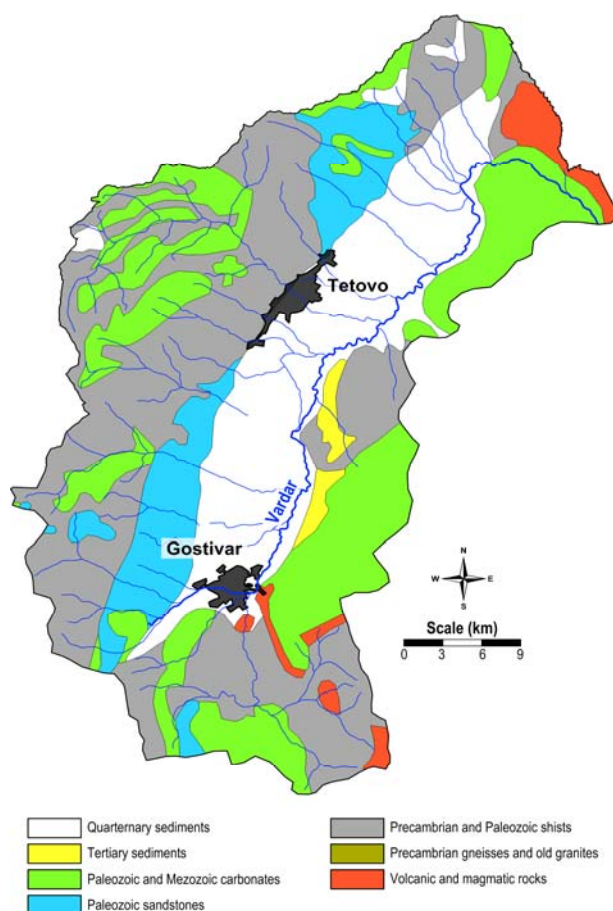 Tetovo
Vardar
Gostivar
N
W E
S
Scale (km)
0 3 6 9
Quarternary sediments
Tertiary sediments
Paleozoic and Mezozoic carbonates
Paleozoic sandstones
Precambrian and Paleozoic shists
Precambrian gneisses and old granites
Volcanic and magmatic rocks